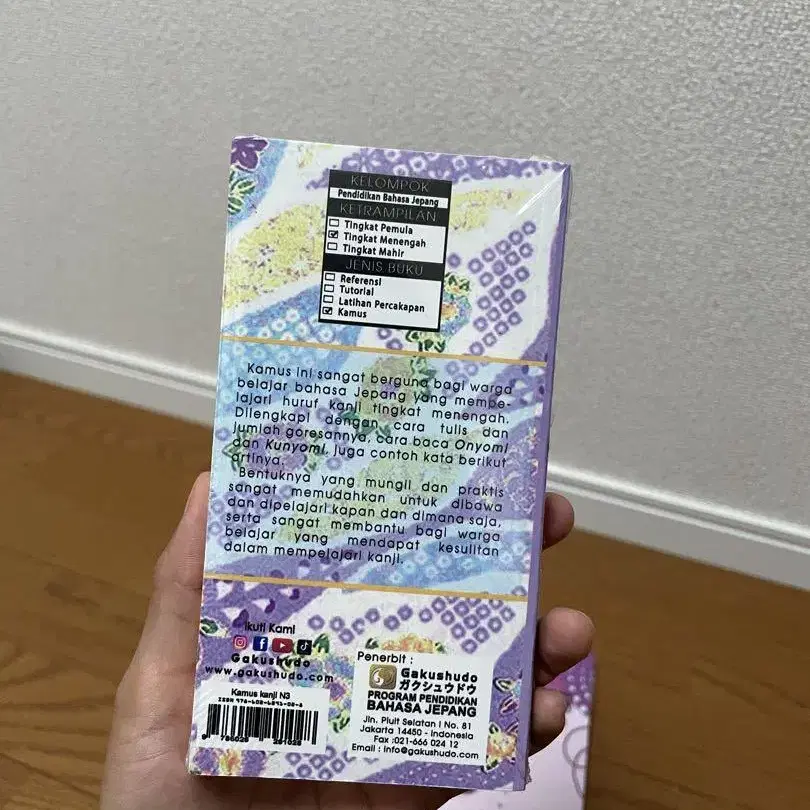 KELOMPOK
Pendidikan Bahasa Jepang
KETRAMPILAN
Tingkat Pemula
Tingkat Menengah
Tingkat Mahir
JENIS BUKU
Referensi
Tutorial
Latihan Percakapan
Kamus
Kamus ini sangat berguna bagi warga
belajar bahasa Jepang yang membe-
lajari huruf kanji tingkat menengah.
Dilengkapi dengan cara tulis dan
jumlah goresannya, cara baca Onyomi
dan Kunyomi, juga contoh kata berikut
artinya.
Bentuknya yang mungil dan praktis
sangat memudahkan untuk dibawa
dan dipelajari kapan dan dimana saja,
serta sangat membantu bagi warga
belajar yang mendapat kesulitan
dalam mempelajari kanji.
Ikuti Kami
Gakushudo
www.gakushudo.com
Kamus kanji N3
Penerbit :
Gakushudo
ガクシュウドウ
PROGRAM PENDIDIKAN
BAHASA JEPANG
Jln. Pluit Selatan I No. 81
Jakarta 14450 - Indonesia
Fax :021-666 024 12
Email : info@gakushudo.com